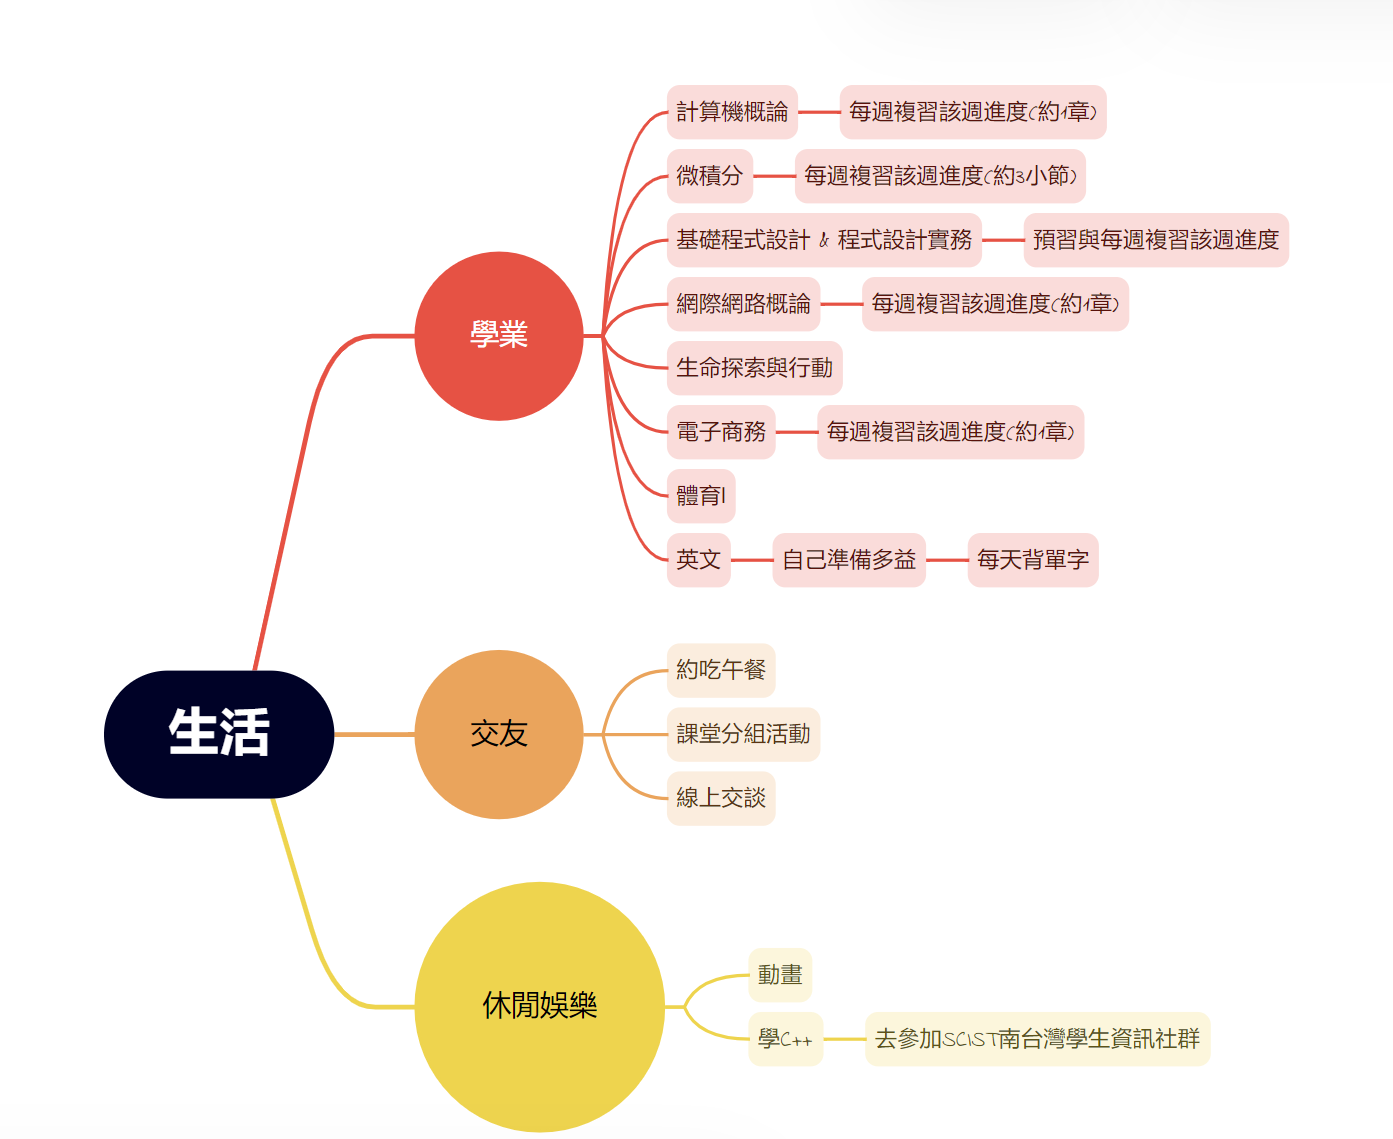 生活
學業
計算機概論
每週複習該週進度(約1章)
微積分
每週複習該週進度(約3小節)
基礎程式設計 & 程式設計實務
預習與每週複習該週進度
網際網路概論
每週複習該週進度(約1章)
生命探索與行動
電子商務
每週複習該週進度(約1章)
體育I
英文
自己準備多益
每天背單字
交友
約吃午餐
課堂分組活動
線上交談
休閒娛樂
動畫
學C++
去參加SCIST南台灣學生資訊社群